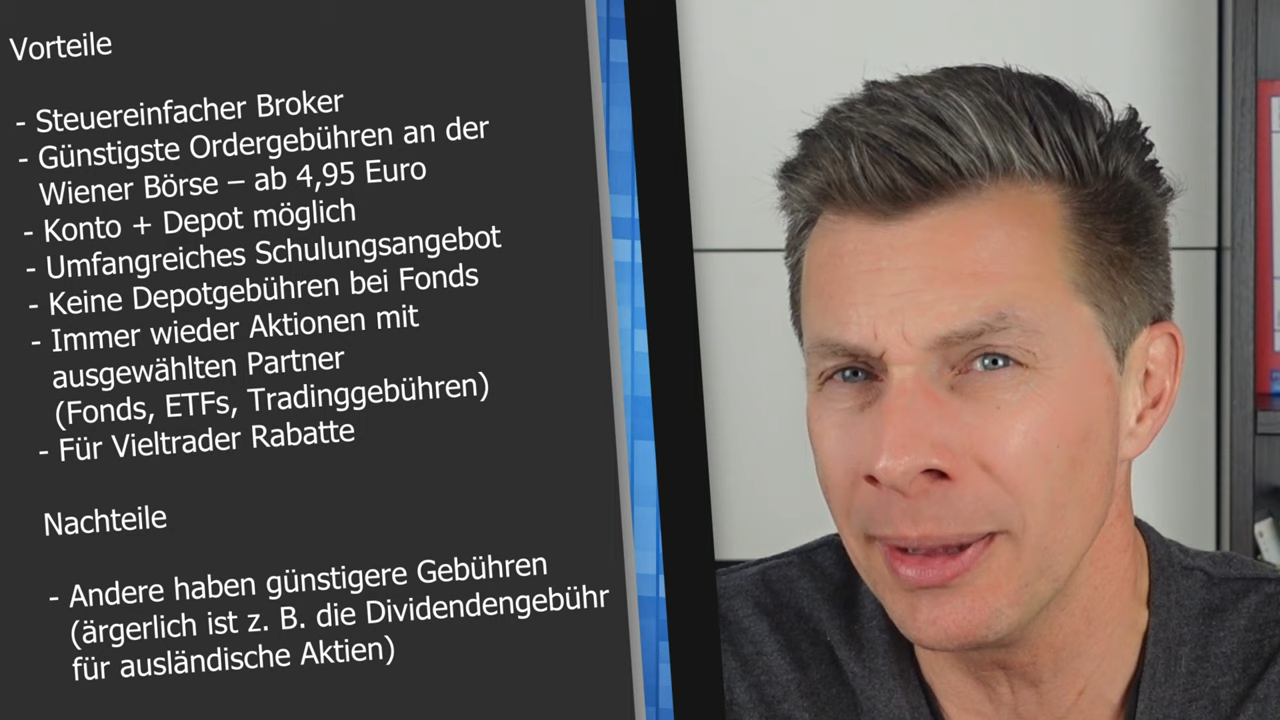 Vorteile
- Steuereinfacher Broker
- Günstigste Ordergebühren an der
Wiener Börse – ab 4,95 Euro
- Konto + Depot möglich
- Umfangreiches Schulungsangebot
- Keine Depotgebühren bei Fonds
- Immer wieder Aktionen mit
ausgewählten Partner
(Fonds, ETFs, Tradinggebühren)
- Für Vieltrader Rabatte
Nachteile
- Andere haben günstigere Gebühren
(ärgerlich ist z. B. die Dividendengebühr
für ausländische Aktien)